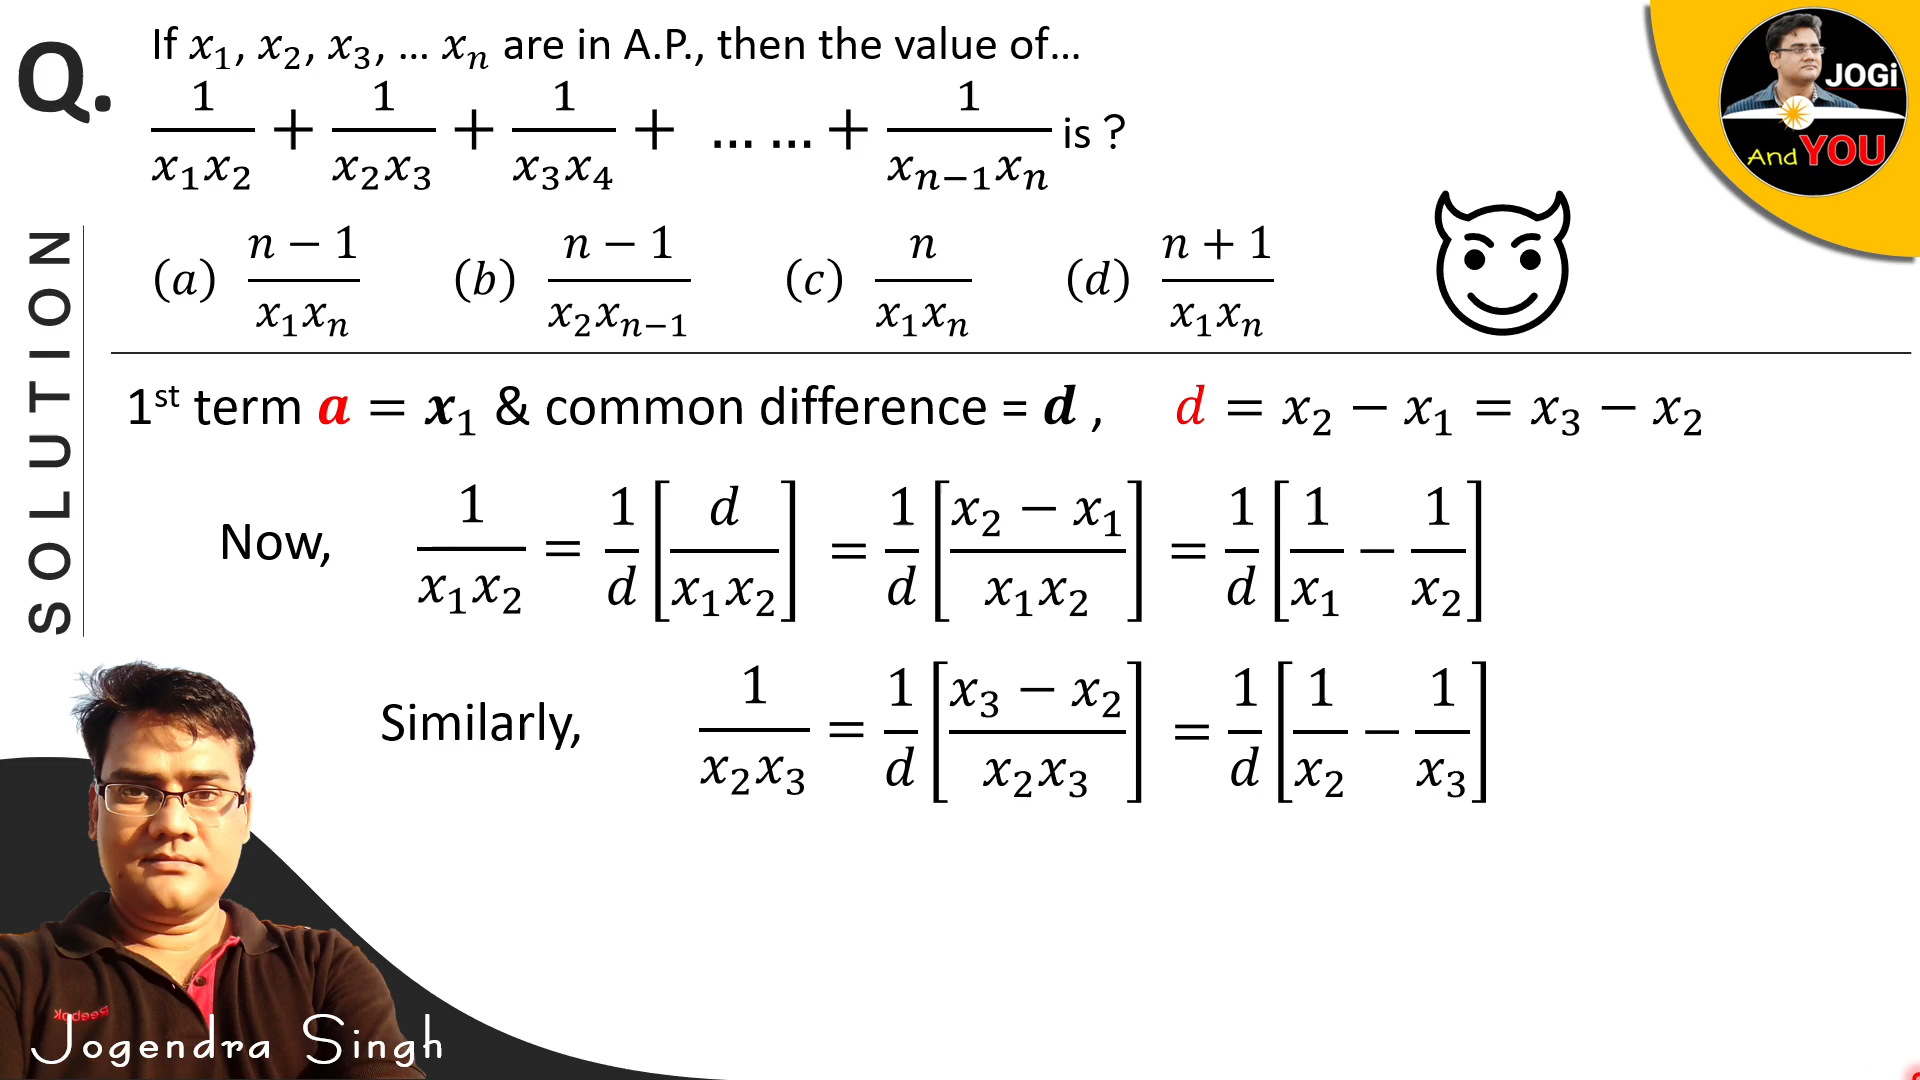 Q.
If x₁, x₂, x₃, … xₙ are in A.P., then the value of…
1/(x₁x₂) + 1/(x₂x₃) + 1/(x₃x₄) + … … + 1/(xₙ₋₁xₙ) is ?
(a) (n − 1)/(x₁xₙ) (b) (n − 1)/(x₂xₙ₋₁) (c) n/(x₁xₙ) (d) (n + 1)/(x₁xₙ)
JOGi
And YOU
SOLUTION
1ˢᵗ term a = x₁ & common difference = d , d = x₂ − x₁ = x₃ − x₂
Now, 1/(x₁x₂) = 1/d [d/(x₁x₂)] = 1/d [(x₂ − x₁)/(x₁x₂)] = 1/d [1/x₁ − 1/x₂]
Similarly, 1/(x₂x₃) = 1/d [(x₃ − x₂)/(x₂x₃)] = 1/d [1/x₂ − 1/x₃]
Reebok
Jogendra Singh